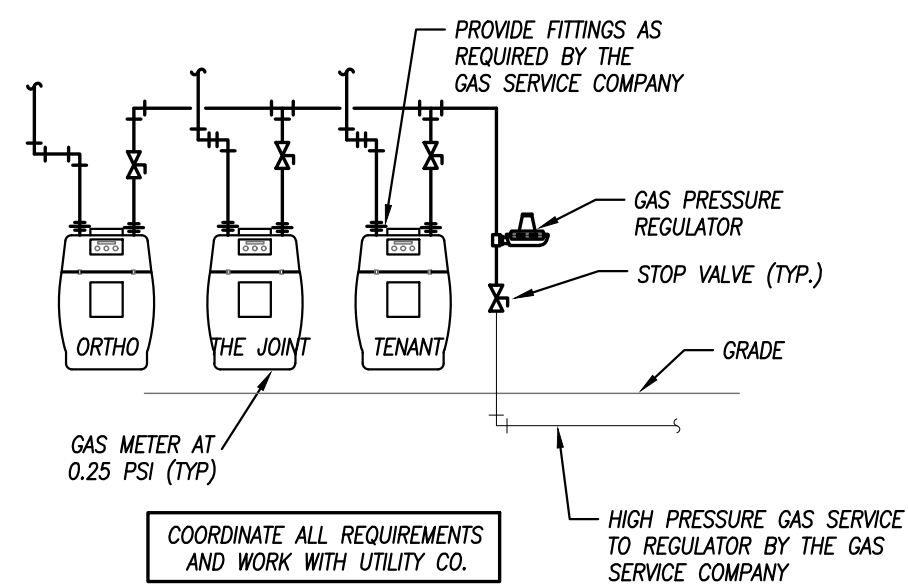 PROVIDE FITTINGS AS
REQUIRED BY THE
GAS SERVICE COMPANY
GAS PRESSURE
REGULATOR
STOP VALVE (TYP.)
ORTHO
THE JOINT
TENANT
GRADE
GAS METER AT
0.25 PSI (TYP)
COORDINATE ALL REQUIREMENTS
AND WORK WITH UTILITY CO.
HIGH PRESSURE GAS SERVICE
TO REGULATOR BY THE GAS
SERVICE COMPANY